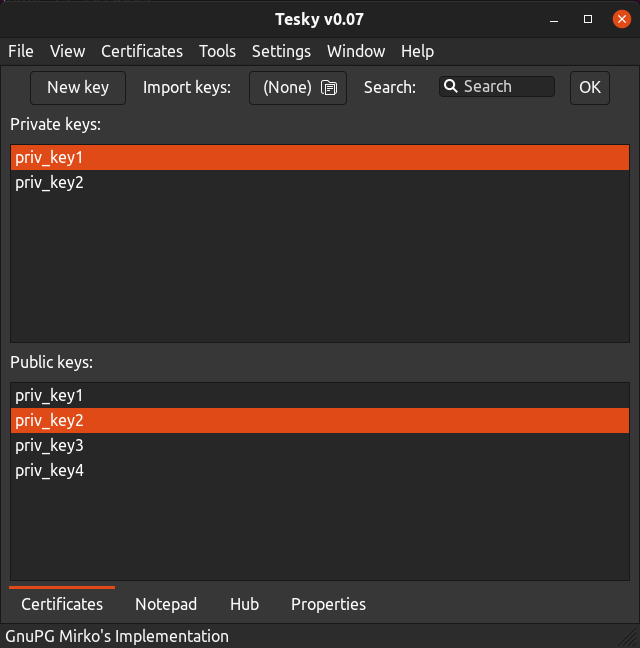 Tesky v0.07
File View Certificates Tools Settings Window Help
New key Import keys: (None) Search: Search OK
Private keys:
priv_key1
priv_key2
Public keys:
priv_key1
priv_key2
priv_key3
priv_key4
Certificates Notepad Hub Properties
GnuPG Mirko's Implementation